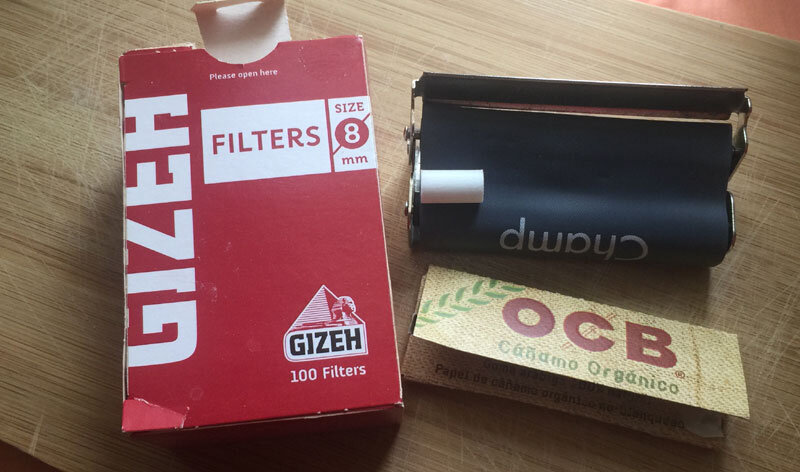 Please open here
GIZEH
FILTERS
SIZE
8
mm
GIZEH
100 Filters
Champ
OCB®
Cáñamo Orgánico
Papel de cáñamo orgánico no-blanqueado